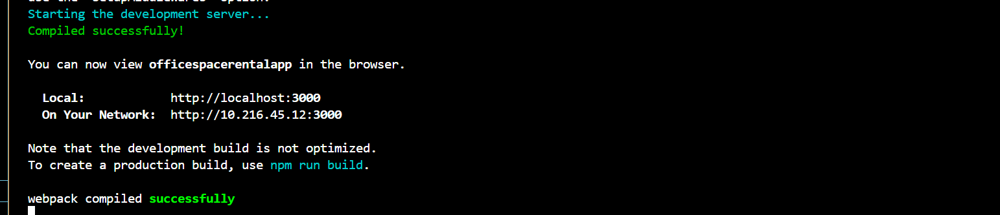 Starting the development server...
Compiled successfully!
You can now view officespacerentalapp in the browser.
Local: http://localhost:3000
On Your Network: http://10.216.45.12:3000
Note that the development build is not optimized.
To create a production build, use npm run build.
webpack compiled successfully